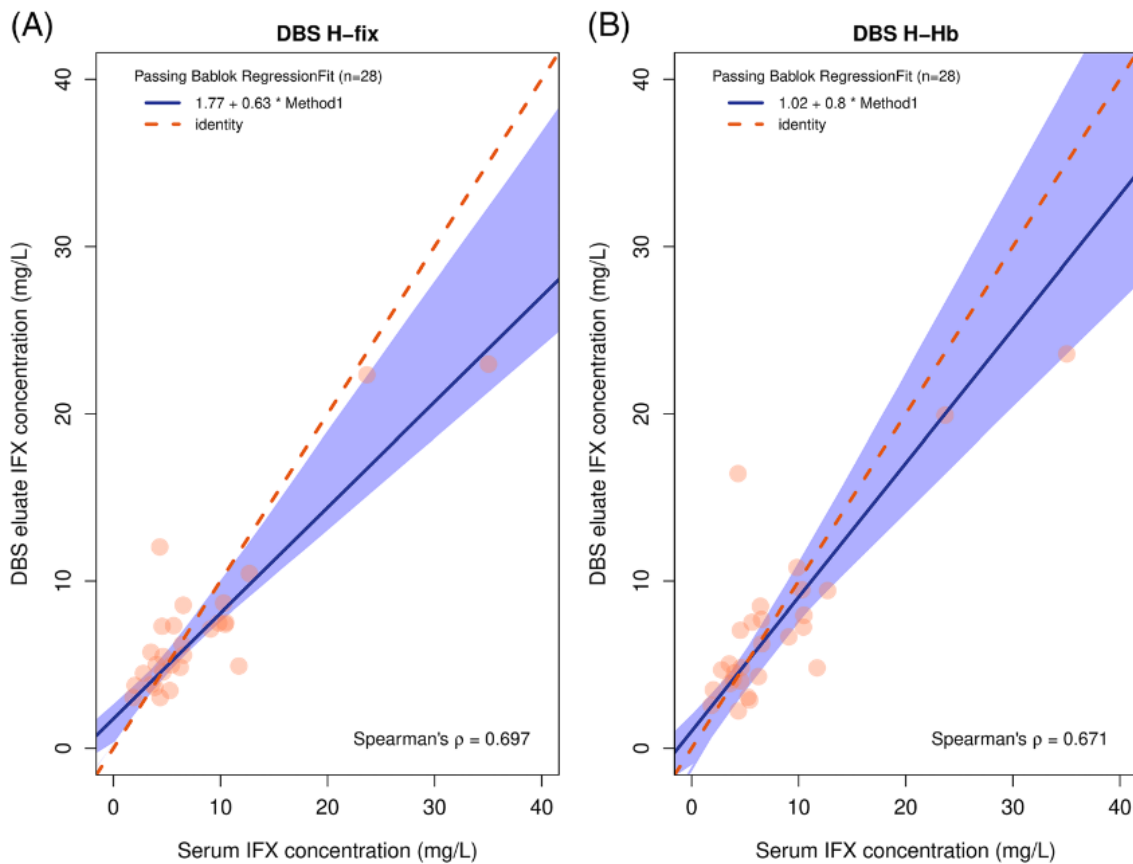 (A)
DBS H-fix
Passing Bablok RegressionFit (n=28)
1.77 + 0.63 * Method1
identity
40
30
20
10
0
DBS eluate IFX concentration (mg/L)
Spearman's ρ = 0.697
0 10 20 30 40
Serum IFX concentration (mg/L)
(B)
DBS H-Hb
Passing Bablok RegressionFit (n=28)
1.02 + 0.8 * Method1
identity
40
30
20
10
0
DBS eluate IFX concentration (mg/L)
Spearman's ρ = 0.671
0 10 20 30 40
Serum IFX concentration (mg/L)